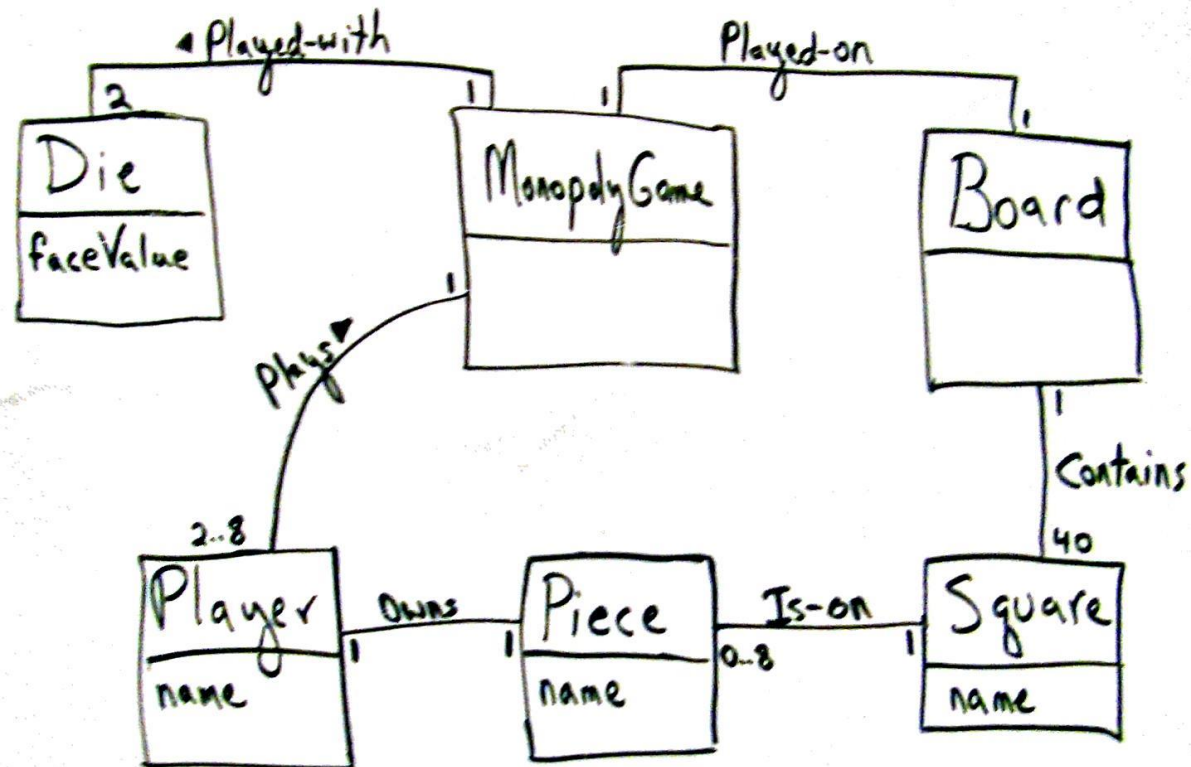 ◄ Played-with
Played-on
2
1
1
1
Die
faceValue
MonopolyGame
Board
1
1
Plays ►
Contains
2..8
40
Player
name
Owns
1
1
Piece
name
Is-on
0..8
1
Square
name